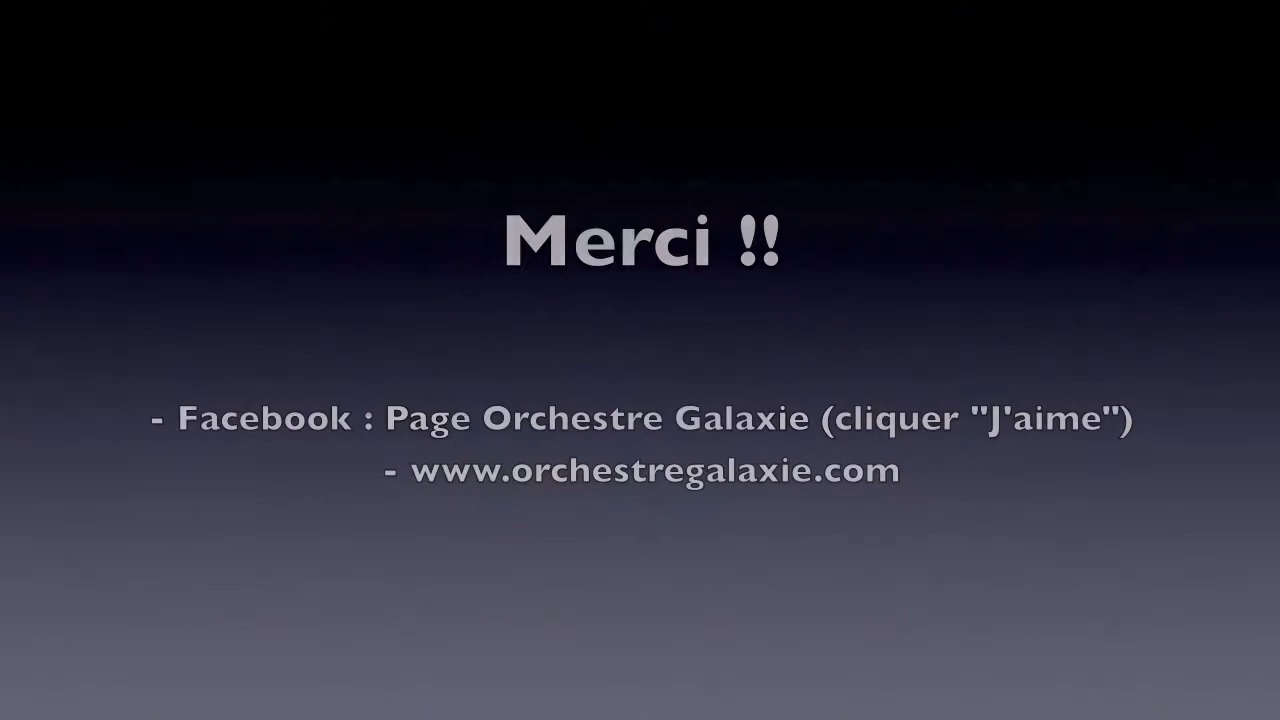 Merci !!
- Facebook : Page Orchestre Galaxie (cliquer "J'aime")
- www.orchestregalaxie.com